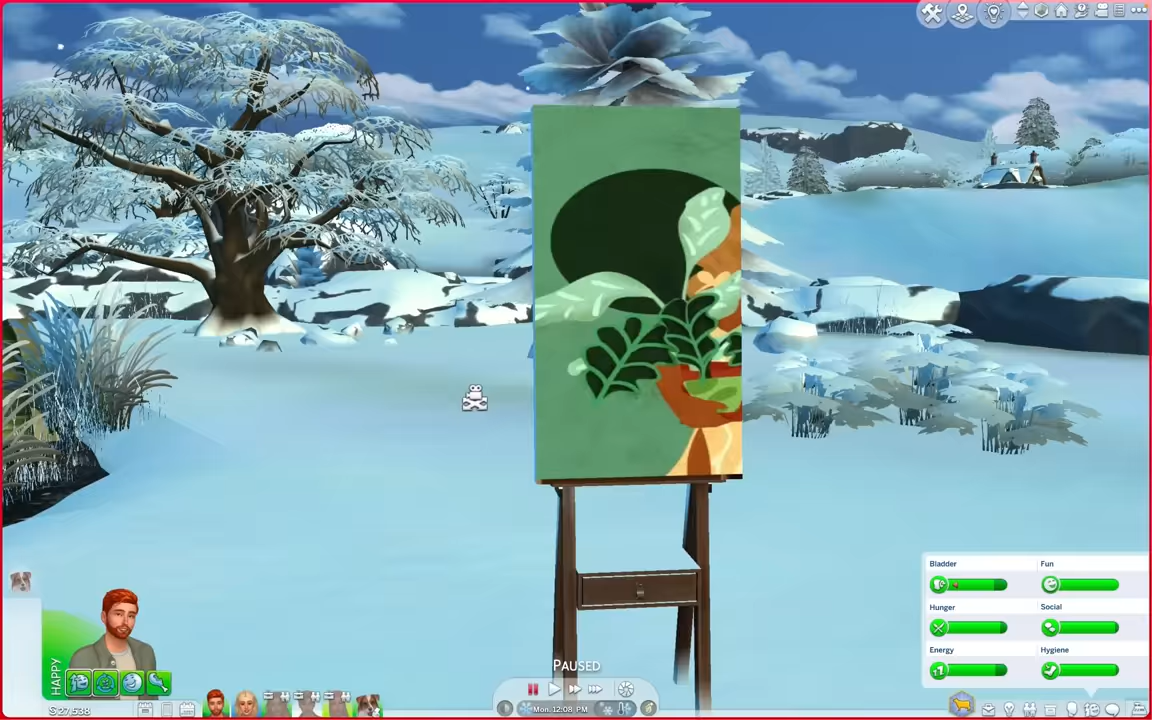 Bladder
Fun
Hunger
Social
Energy
Hygiene
HAPPY
PAUSED
§27,538
Mon. 12:08 PM